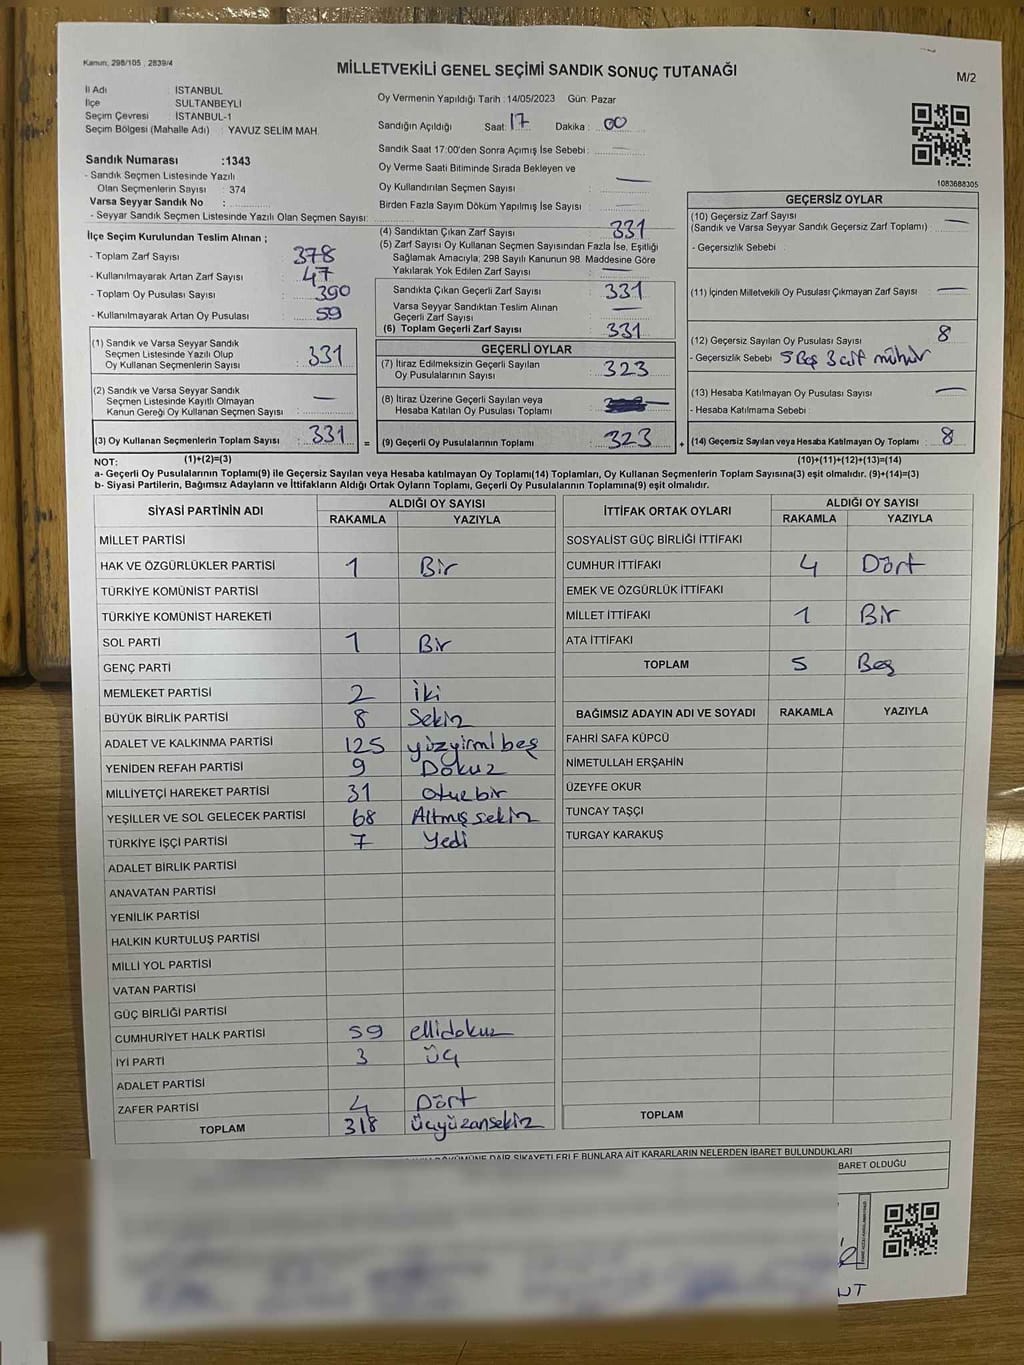 Kanun, 298/105 , 2839/4
MİLLETVEKİLİ GENEL SEÇİMİ SANDIK SONUÇ TUTANAĞI
M/2
İl Adı : İSTANBUL
İlçe SULTANBEYLİ
Seçim Çevresi : İSTANBUL-1
Seçim Bölgesi (Mahalle Adı) : YAVUZ SELİM MAH.
Sandık Numarası :1343
- Sandık Seçmen Listesinde Yazılı
Olan Seçmenlerin Sayısı : 374
Varsa Seyyar Sandık No :
- Seyyar Sandık Seçmen Listesinde Yazılı Olan Seçmen Sayısı:
İlçe Seçim Kurulundan Teslim Alınan ;
- Toplam Zarf Sayısı 378
- Kullanılmayarak Artan Zarf Sayısı 47
- Toplam Oy Pusulası Sayısı 390
- Kullanılmayarak Artan Oy Pusulası 59
(1) Sandık ve Varsa Seyyar Sandık
Seçmen Listesinde Yazılı Olup
Oy Kullanan Seçmenlerin Sayısı : 331
(2) Sandık ve Varsa Seyyar Sandık
Seçmen Listesinde Kayıtlı Olmayan
Kanun Gereği Oy Kullanan Seçmen Sayısı : —
(3) Oy Kullanan Seçmenlerin Toplam Sayısı : 331
Oy Vermenin Yapıldığı Tarih : 14/05/2023 Gün: Pazar
Sandığın Açıldığı Saat: 17 Dakika : 00
Sandık Saat 17:00'den Sonra Açımış İse Sebebi : —
Oy Verme Saati Bitiminde Sırada Bekleyen ve
Oy Kullandırılan Seçmen Sayısı : —
Birden Fazla Sayım Döküm Yapılmış İse Sayısı : —
(4) Sandıktan Çıkan Zarf Sayısı : 331
(5) Zarf Sayısı Oy Kullanan Seçmen Sayısından Fazla İse, Eşitliği
Sağlamak Amacıyla; 298 Sayılı Kanunun 98. Maddesine Göre
Yakılarak Yok Edilen Zarf Sayısı : —
Sandıkta Çıkan Geçerli Zarf Sayısı : 331
Varsa Seyyar Sandıktan Teslim Alınan
Geçerli Zarf Sayısı : —
(6) Toplam Geçerli Zarf Sayısı : 331
GEÇERLİ OYLAR
(7) İtiraz Edilmeksizin Geçerli Sayılan
Oy Pusulalarının Sayısı : 323
(8) İtiraz Üzerine Geçerli Sayılan veya
Hesaba Katılan Oy Pusulası Toplamı :
= (9) Geçerli Oy Pusulalarının Toplamı : 323 +
1083688305
GEÇERSİZ OYLAR
(10) Geçersiz Zarf Sayısı —
(Sandık ve Varsa Seyyar Sandık Geçersiz Zarf Toplamı) :
- Geçersizlik Sebebi :
(11) İçinden Milletvekili Oy Pusulası Çıkmayan Zarf Sayısı : —
(12) Geçersiz Sayılan Oy Pusulası Sayısı : 8
- Geçersizlik Sebebi : 5 Boş 3 çift mühür
(13) Hesaba Katılmayan Oy Pusulası Sayısı : —
- Hesaba Katılmama Sebebi :
(14) Geçersiz Sayılan veya Hesaba Katılmayan Oy Toplamı : 8
NOT: (1)+(2)=(3) (10)+(11)+(12)+(13)=(14)
a- Geçerli Oy Pusulalarının Toplamı(9) ile Geçersiz Sayılan veya Hesaba katılmayan Oy Toplamı(14) Toplamları, Oy Kullanan Seçmenlerin Toplam Sayısına(3) eşit olmalıdır. (9)+(14)=(3)
b- Siyasi Partilerin, Bağımsız Adayların ve İttifakların Aldığı Ortak Oyların Toplamı, Geçerli Oy Pusulalarının Toplamına(9) eşit olmalıdır.
SİYASİ PARTİNİN ADI ALDIĞI OY SAYISI
RAKAMLA YAZIYLA
MİLLET PARTİSİ
HAK VE ÖZGÜRLÜKLER PARTİSİ 1 Bir
TÜRKİYE KOMÜNİST PARTİSİ
TÜRKİYE KOMÜNİST HAREKETİ
SOL PARTİ 1 Bir
GENÇ PARTİ
MEMLEKET PARTİSİ 2 İki
BÜYÜK BİRLİK PARTİSİ 8 Sekiz
ADALET VE KALKINMA PARTİSİ 125 yüzyirmi beş
YENİDEN REFAH PARTİSİ 9 Dokuz
MİLLİYETÇİ HAREKET PARTİSİ 31 otuzbir
YEŞİLLER VE SOL GELECEK PARTİSİ 68 Altmış sekiz
TÜRKİYE İŞÇİ PARTİSİ 7 Yedi
ADALET BİRLİK PARTİSİ
ANAVATAN PARTİSİ
YENİLİK PARTİSİ
HALKIN KURTULUŞ PARTİSİ
MİLLİ YOL PARTİSİ
VATAN PARTİSİ
GÜÇ BİRLİĞİ PARTİSİ
CUMHURİYET HALK PARTİSİ 59 ellidokuz
İYİ PARTİ 3 üç
ADALET PARTİSİ
ZAFER PARTİSİ 4 Dört
TOPLAM 318 üçyüzonsekiz
İTTİFAK ORTAK OYLARI ALDIĞI OY SAYISI
RAKAMLA YAZIYLA
SOSYALİST GÜÇ BİRLİĞİ İTTİFAKI
CUMHUR İTTİFAKI 4 Dört
EMEK VE ÖZGÜRLÜK İTTİFAKI
MİLLET İTTİFAKI 1 Bir
ATA İTTİFAKI
TOPLAM 5 Beş
BAĞIMSIZ ADAYIN ADI VE SOYADI RAKAMLA YAZIYLA
FAHRİ SAFA KÜPCÜ
NİMETULLAH ERŞAHİN
ÜZEYFE OKUR
TUNCAY TAŞÇI
TURGAY KARAKUŞ
TOPLAM
DAİR ŞİKAYETLERLE BUNLARA AİT KARARLARIN NELERDEN İBARET BULUNDUKLARI
İBARET OLDUĞU